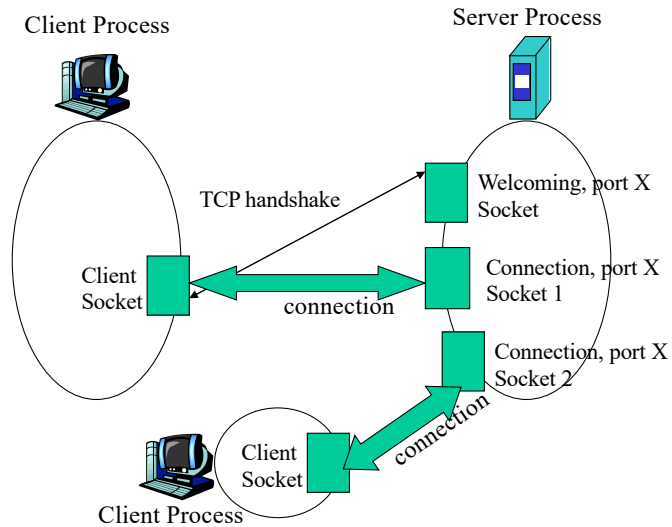 Client Process
Server Process
TCP handshake
Welcoming, port X
Socket
Client
Socket
connection
Connection, port X
Socket 1
Connection, port X
Socket 2
connection
Client
Socket
Client Process